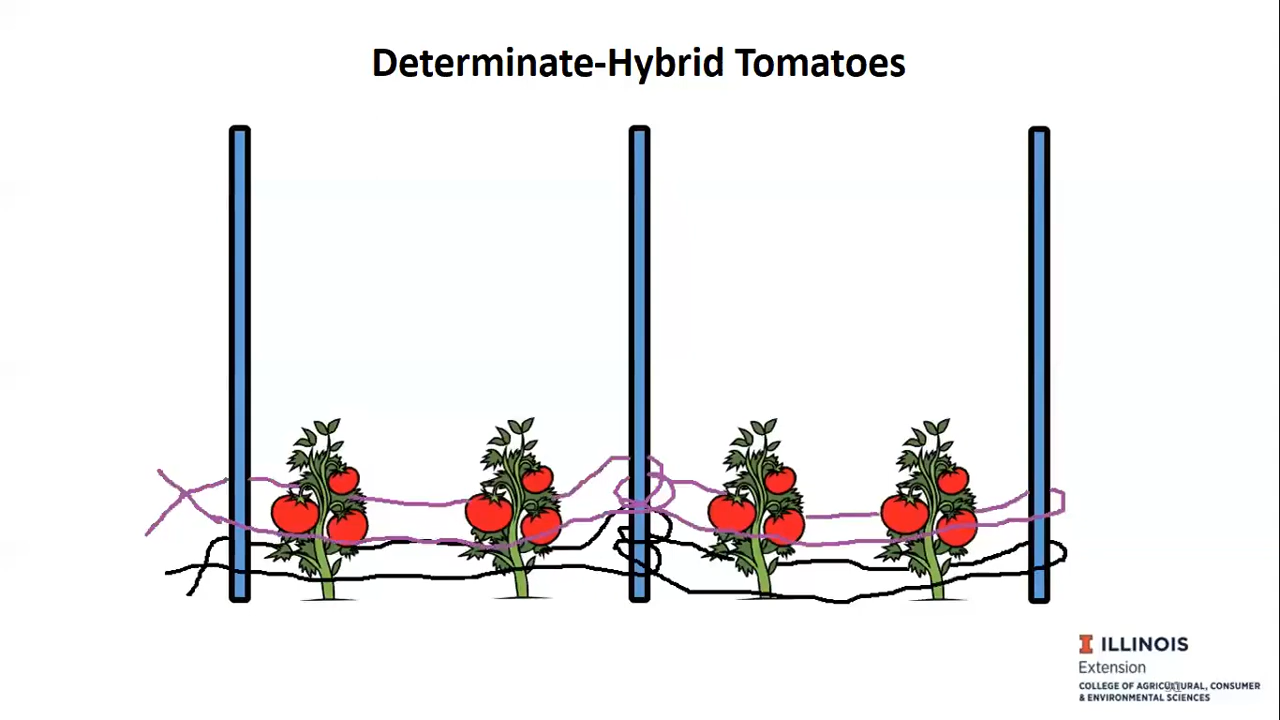 Determinate-Hybrid Tomatoes
ILLINOIS
Extension
COLLEGE OF AGRICULTURAL, CONSUMER
& ENVIRONMENTAL SCIENCES